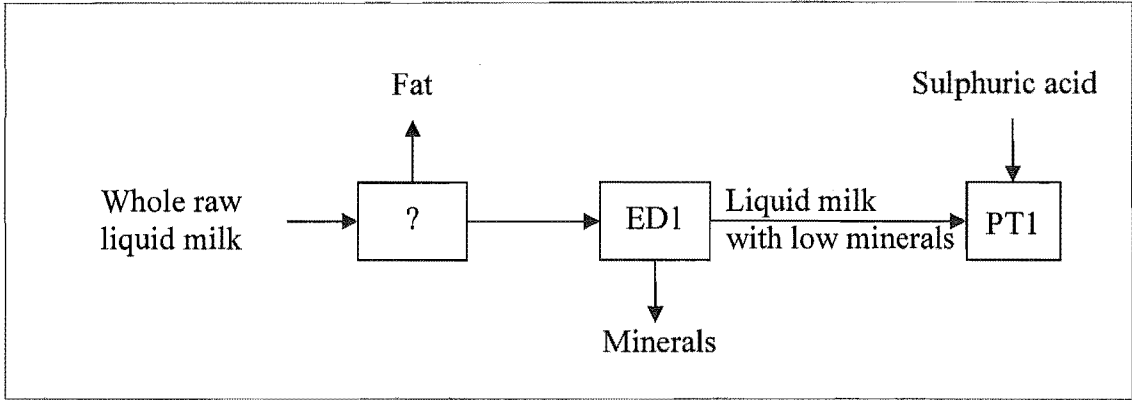 Fat
Sulphuric acid
Whole raw
liquid milk
?
ED1
Liquid milk
with low minerals
PT1
Minerals